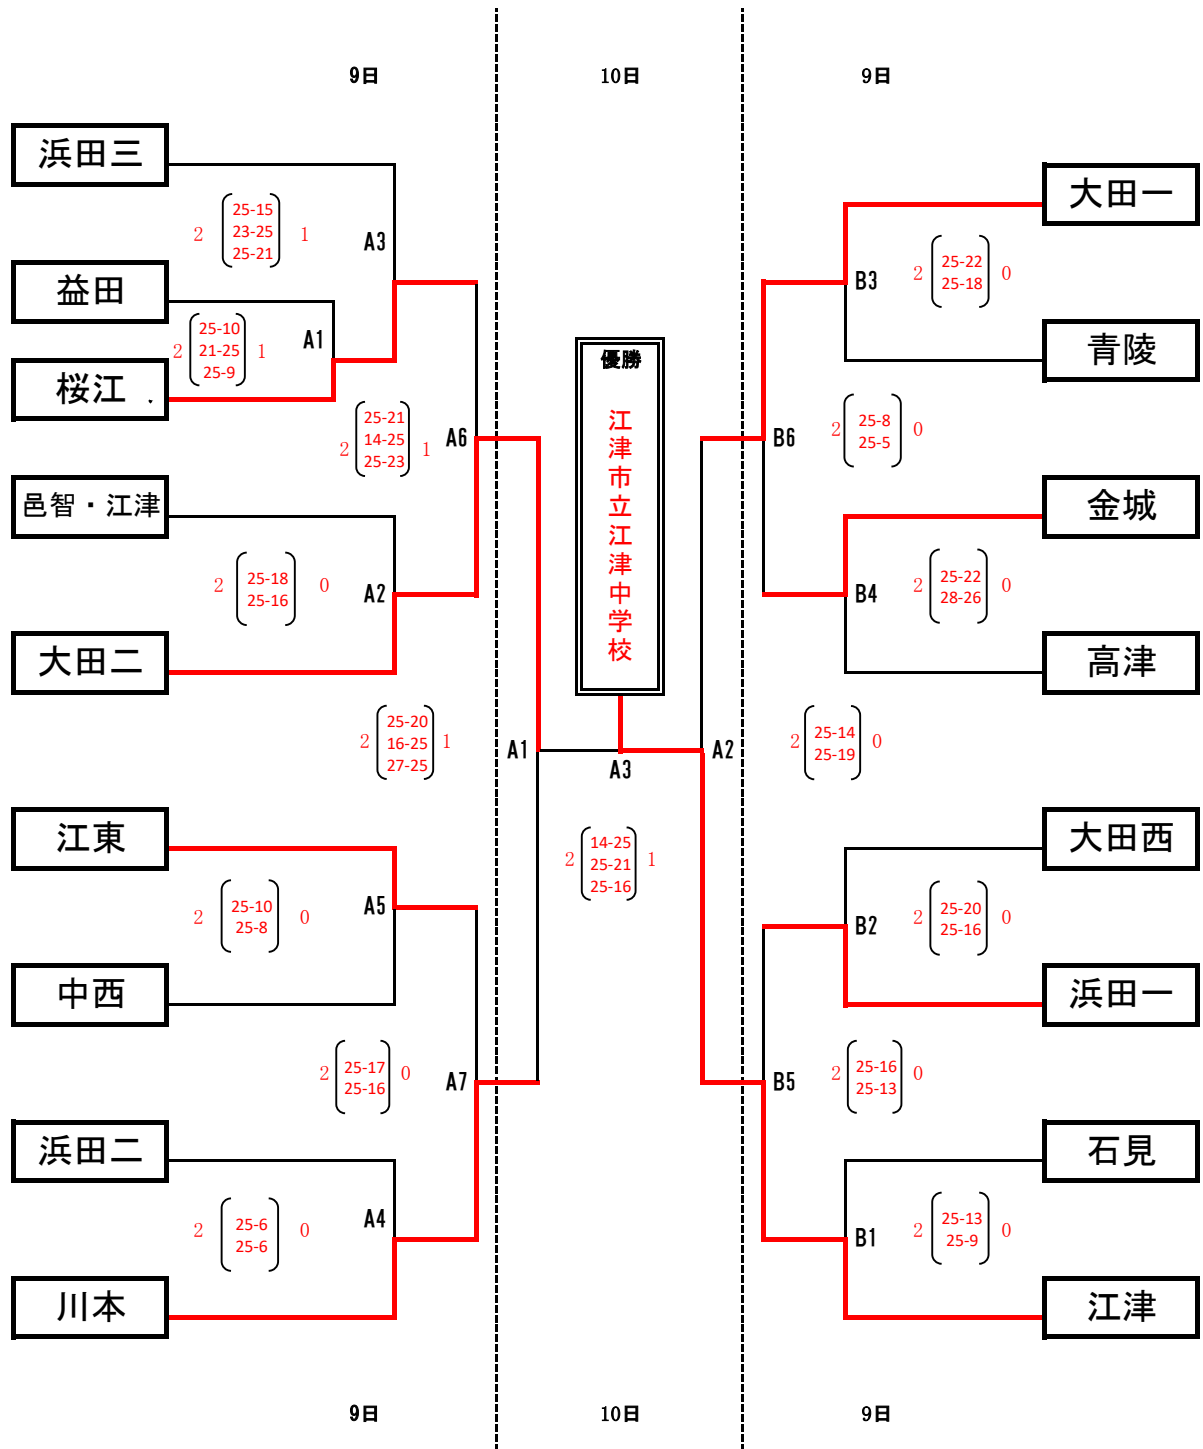 9日
10日
9日
浜田三
大田一
2
25-15
23-25
25-21
1
A3
益田
B3
2
25-22
25-18
0
2
25-10
21-25
25-9
1
A1
優勝
青陵
桜江
江津市立江津中学校
2
25-21
14-25
25-23
1
A6
B6
2
25-8
25-5
0
邑智・江津
金城
2
25-18
25-16
0
A2
B4
2
25-22
28-26
0
大田二
高津
2
25-20
16-25
27-25
1
A1
A3
A2
2
25-14
25-19
0
江東
大田西
2
14-25
25-21
25-16
1
2
25-10
25-8
0
A5
B2
2
25-20
25-16
0
中西
浜田一
2
25-17
25-16
0
A7
B5
2
25-16
25-13
0
浜田二
石見
2
25-6
25-6
0
A4
B1
2
25-13
25-9
0
川本
江津
9日
10日
9日